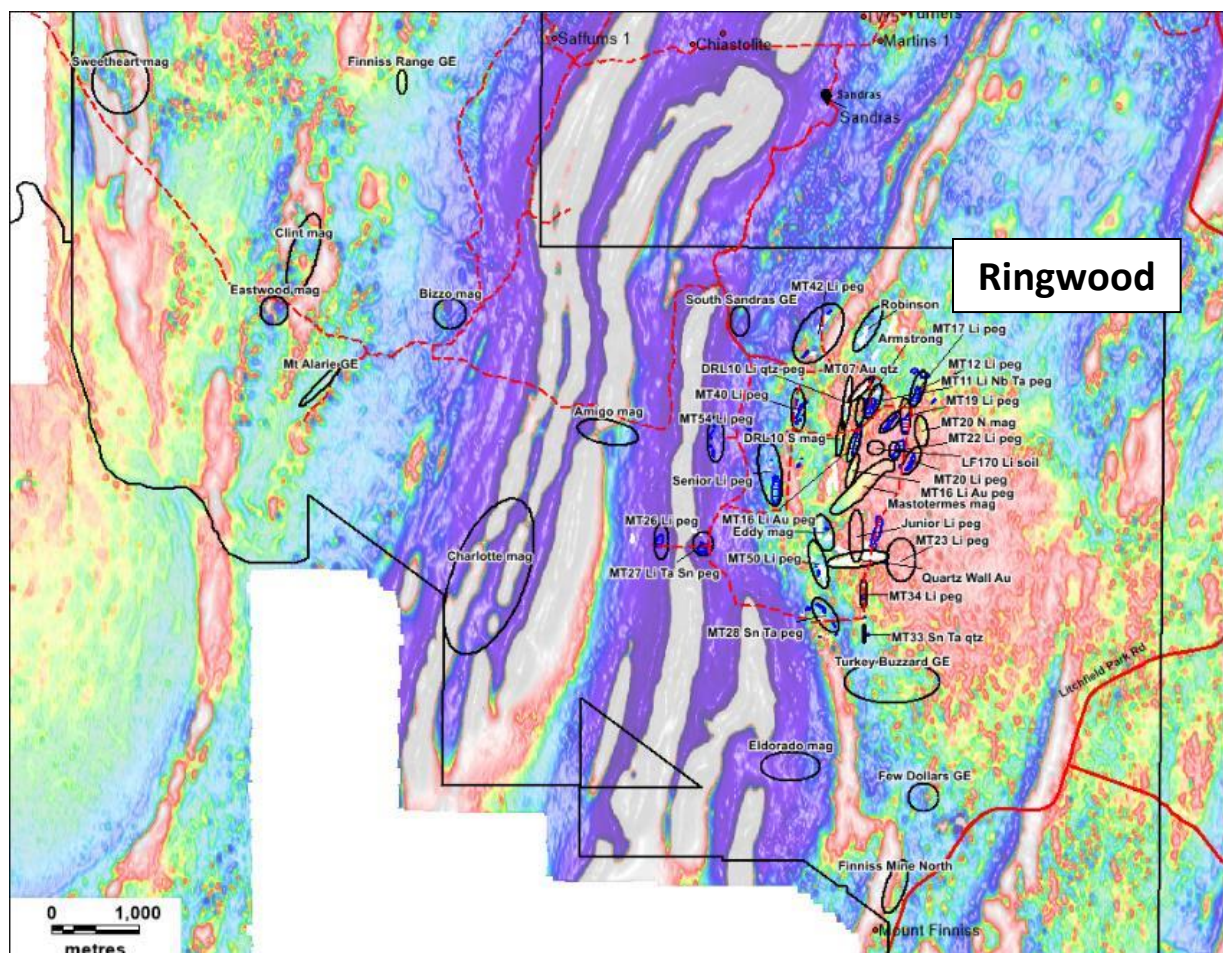 TW5
Turners
Saffums 1
Chiastolite
Martins 1
Sweetheart mag
Finniss Range GE
Sandras
Sandras
Clint mag
Ringwood
Eastwood mag
Bizzo mag
South Sandras GE
MT42 Li peg
Robinson
Armstrong
MT17 Li peg
Mt Alarie GE
DRL10 Li qtz-peg
MT07 Au qtz
MT12 Li peg
MT11 Li Nb Ta peg
MT40 Li peg
MT19 Li peg
Amigo mag
MT54 Li peg
MT20 N mag
DRL10 S mag
MT22 Li peg
LF170 Li soil
Senior Li peg
MT20 Li peg
MT16 Li Au peg
Mastotermes mag
MT26 Li peg
MT16 Li Au peg
Junior Li peg
Eddy mag
MT23 Li peg
Charlotte mag
MT50 Li peg
MT27 Li Ta Sn peg
Quartz Wall Au
MT34 Li peg
MT28 Sn Ta peg
MT33 Sn Ta qtz
Turkey-Buzzard GE
Litchfield Park Rd
Eldorado mag
Few Dollars GE
Finniss Mine North
0 1,000
metres
Mount Finniss